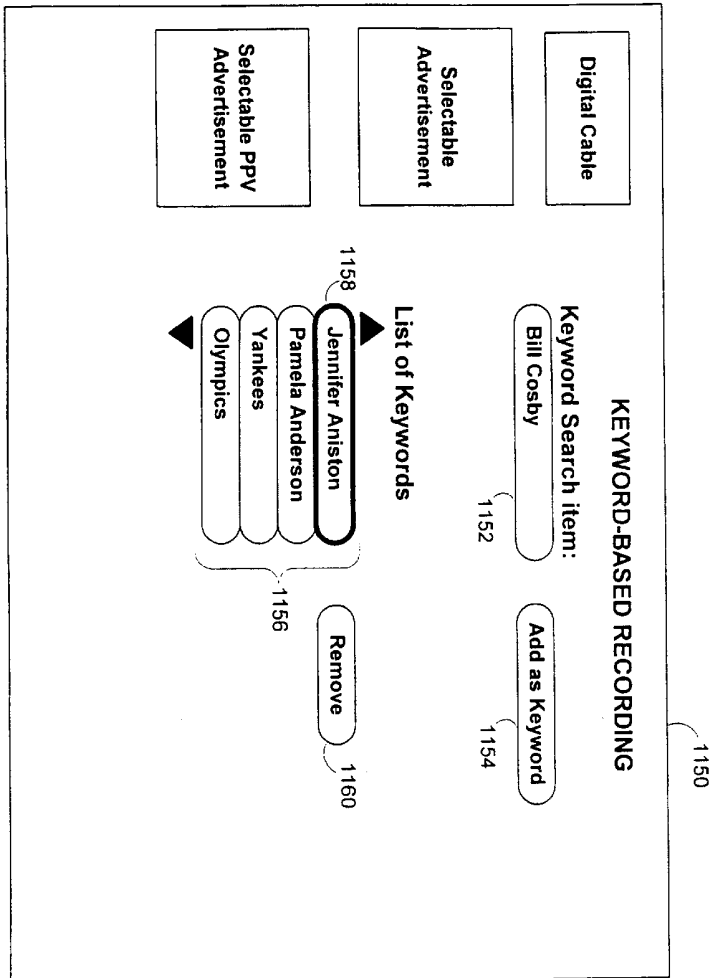 1150
KEYWORD-BASED RECORDING
Digital Cable
Keyword Search item:
Bill Cosby
Add as Keyword
1152
1154
Selectable
Advertisement
List of Keywords
1158
Jennifer Aniston
Remove
Pamela Anderson
1160
Yankees
1156
Olympics
Selectable PPV
Advertisement